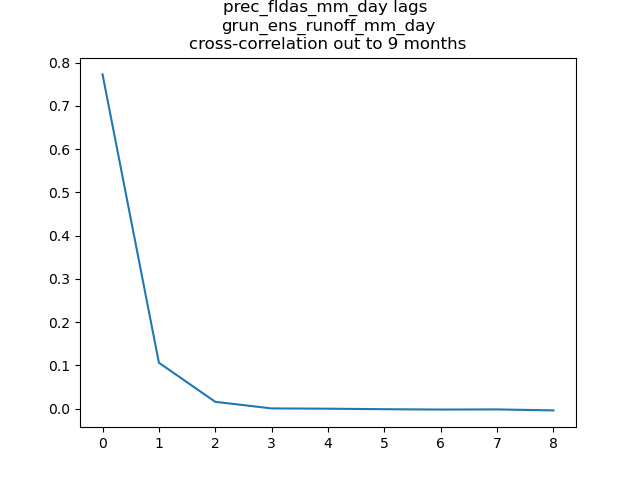 prec_fldas_mm_day lags
grun_ens_runoff_mm_day
cross-correlation out to 9 months
0.8
0.7
0.6
0.5
0.4
0.3
0.2
0.1
0.0
0 1 2 3 4 5 6 7 8